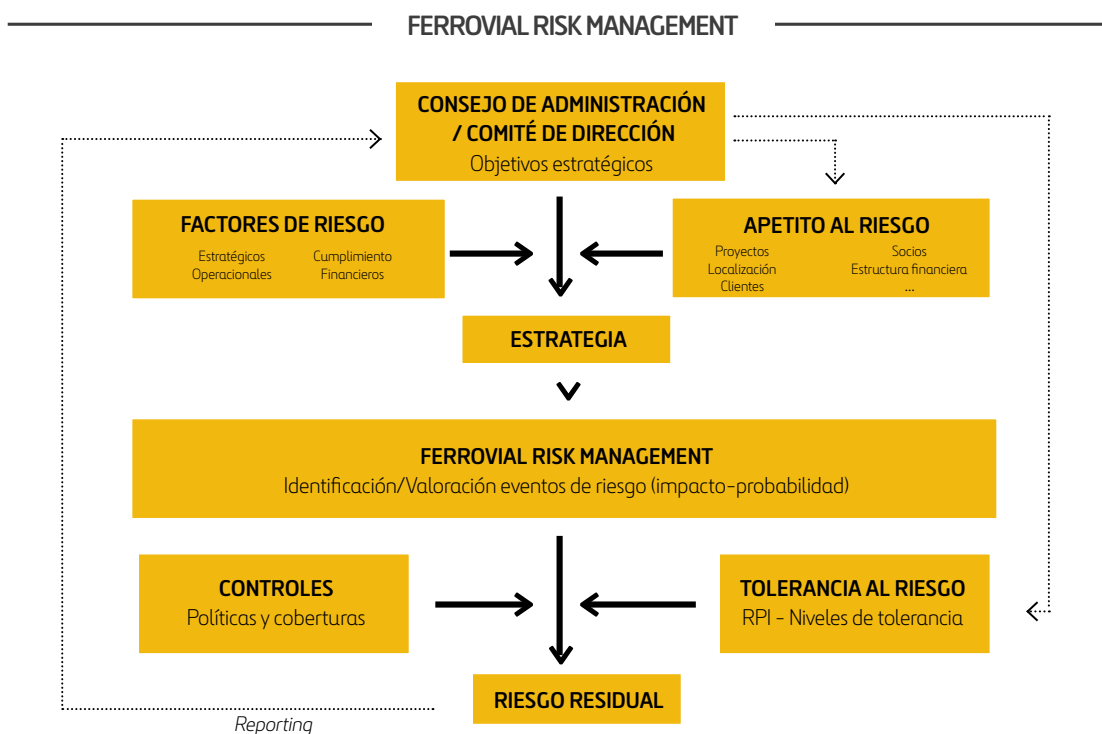 FERROVIAL RISK MANAGEMENT
CONSEJO DE ADMINISTRACIÓN
/ COMITÉ DE DIRECCIÓN
Objetivos estratégicos
FACTORES DE RIESGO
Estratégicos
Operacionales
Cumplimiento
Financieros
APETITO AL RIESGO
Proyectos
Localización
Clientes
Socios
Estructura financiera
...
ESTRATEGIA
FERROVIAL RISK MANAGEMENT
Identificación/Valoración eventos de riesgo (impacto-probabilidad)
CONTROLES
Políticas y coberturas
TOLERANCIA AL RIESGO
RPI - Niveles de tolerancia
RIESGO RESIDUAL
Reporting